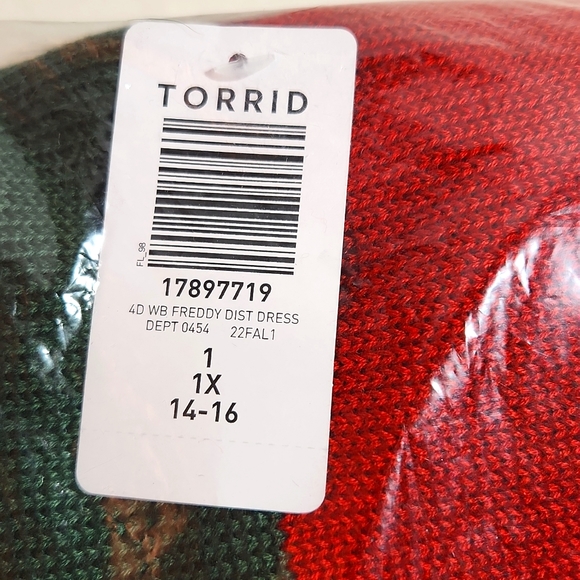 TORRID
FL_98
17897719
4D WB FREDDY DIST DRESS
DEPT 0454 22FAL1
1
1X
14-16